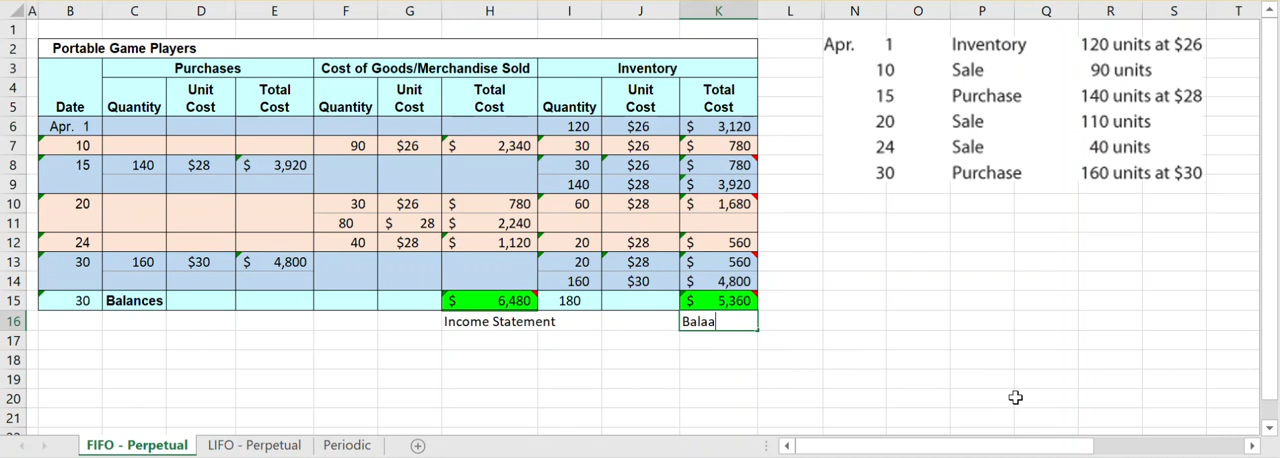 A B C D E F G H I J K L N O P Q R S T
1
2 Portable Game Players
3 Purchases Cost of Goods/Merchandise Sold Inventory
4 Unit Total Unit Total Unit Total
5 Date Quantity Cost Cost Quantity Cost Cost Quantity Cost Cost
6 Apr. 1 120 $26 $ 3,120
7 10 90 $26 $ 2,340 30 $26 $ 780
8 15 140 $28 $ 3,920 30 $26 $ 780
9 140 $28 $ 3,920
10 20 30 $26 $ 780 60 $28 $ 1,680
11 80 $ 28 $ 2,240
12 24 40 $28 $ 1,120 20 $28 $ 560
13 30 160 $30 $ 4,800 20 $28 $ 560
14 160 $30 $ 4,800
15 30 Balances $ 6,480 180 $ 5,360
16 Income Statement Balaa
17
18
19
20
21
Apr. 1 Inventory 120 units at $26
10 Sale 90 units
15 Purchase 140 units at $28
20 Sale 110 units
24 Sale 40 units
30 Purchase 160 units at $30
FIFO - Perpetual LIFO - Perpetual Periodic